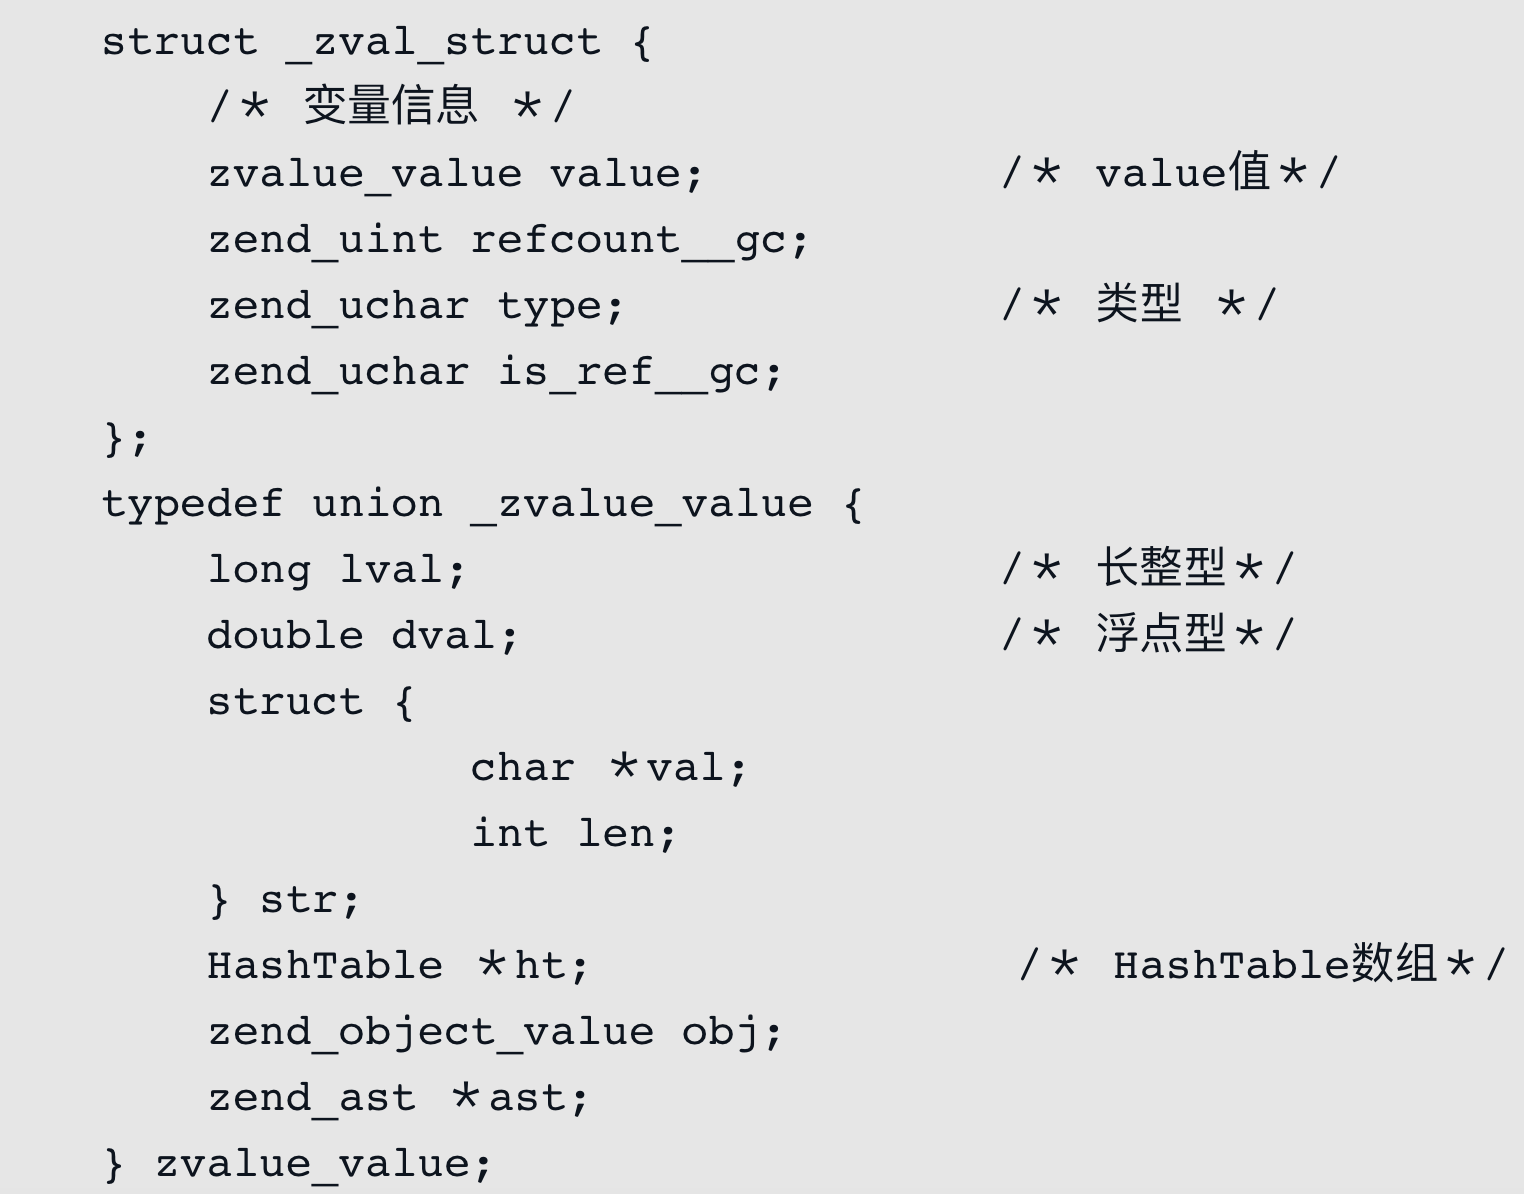 struct _zval_struct {
    /* 变量信息 */
    zvalue_value value;           /* value值*/
    zend_uint refcount__gc;
    zend_uchar type;              /* 类型 */
    zend_uchar is_ref__gc;
};
typedef union _zvalue_value {
    long lval;                    /* 长整型*/
    double dval;                  /* 浮点型*/
    struct {
              char *val;
              int len;
    } str;
    HashTable *ht;                /* HashTable数组*/
    zend_object_value obj;
    zend_ast *ast;
} zvalue_value;